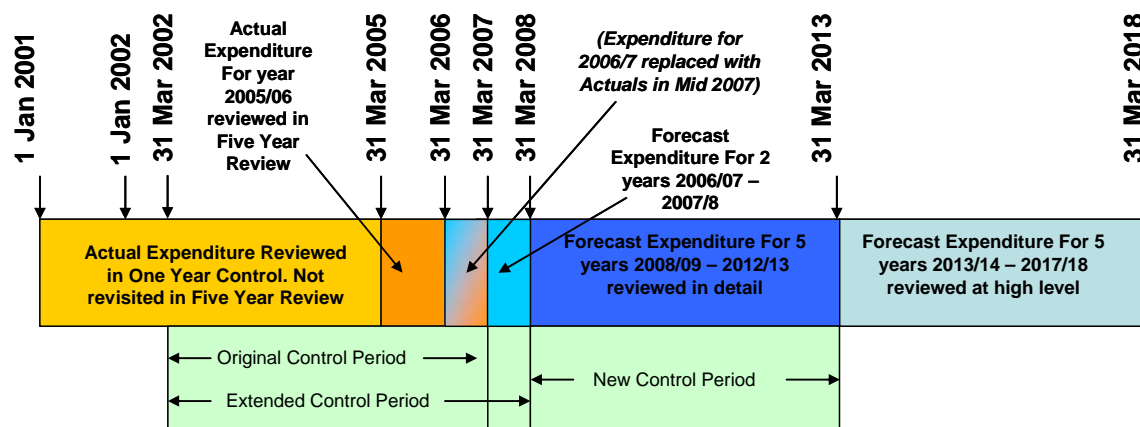 1 Jan 2001
1 Jan 2002
31 Mar 2002
Actual
Expenditure
For year
2005/06
reviewed in
Five Year
Review
31 Mar 2005
31 Mar 2006
31 Mar 2007
31 Mar 2008
(Expenditure for
2006/7 replaced with
Actuals in Mid 2007)
Forecast
Expenditure For 2
years 2006/07 –
2007/8
31 Mar 2013
31 Mar 2018
Actual Expenditure Reviewed
in One Year Control. Not
revisited in Five Year Review
Forecast Expenditure For 5
years 2008/09 – 2012/13
reviewed in detail
Forecast Expenditure For 5
years 2013/14 – 2017/18
reviewed at high level
Original Control Period
New Control Period
Extended Control Period